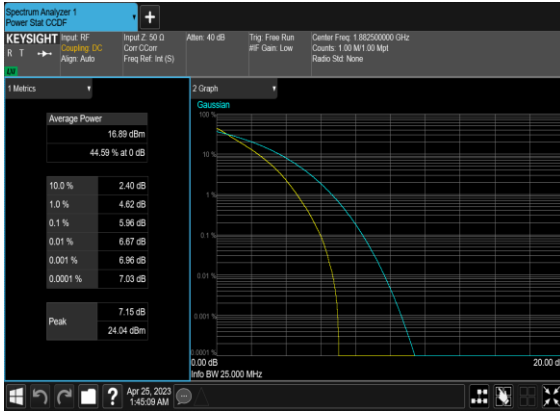 Spectrum Analyzer 1
Power Stat CCDF
+
KEYSIGHT
R T
Input: RF
Coupling: DC
Align: Auto
Input Z: 50 Ω
Corr CCorr
Freq Ref: Int (S)
Atten: 40 dB
Trig: Free Run
#IF Gain: Low
Center Freq: 1.882500000 GHz
Counts: 1.00 M/1.00 Mpt
Radio Std: None
1 Metrics
Average Power
16.89 dBm
44.59 % at 0 dB
10.0 % 2.40 dB
1.0 % 4.62 dB
0.1 % 5.96 dB
0.01 % 6.67 dB
0.001 % 6.96 dB
0.0001 % 7.03 dB
Peak 7.15 dB
24.04 dBm
2 Graph
Gaussian
100 %
10 %
1 %
0.1 %
0.01 %
0.001 %
0.0001 %
0.00 dB
20.00 d
Info BW 25.000 MHz
?
Apr 25, 2023
1:45:09 AM